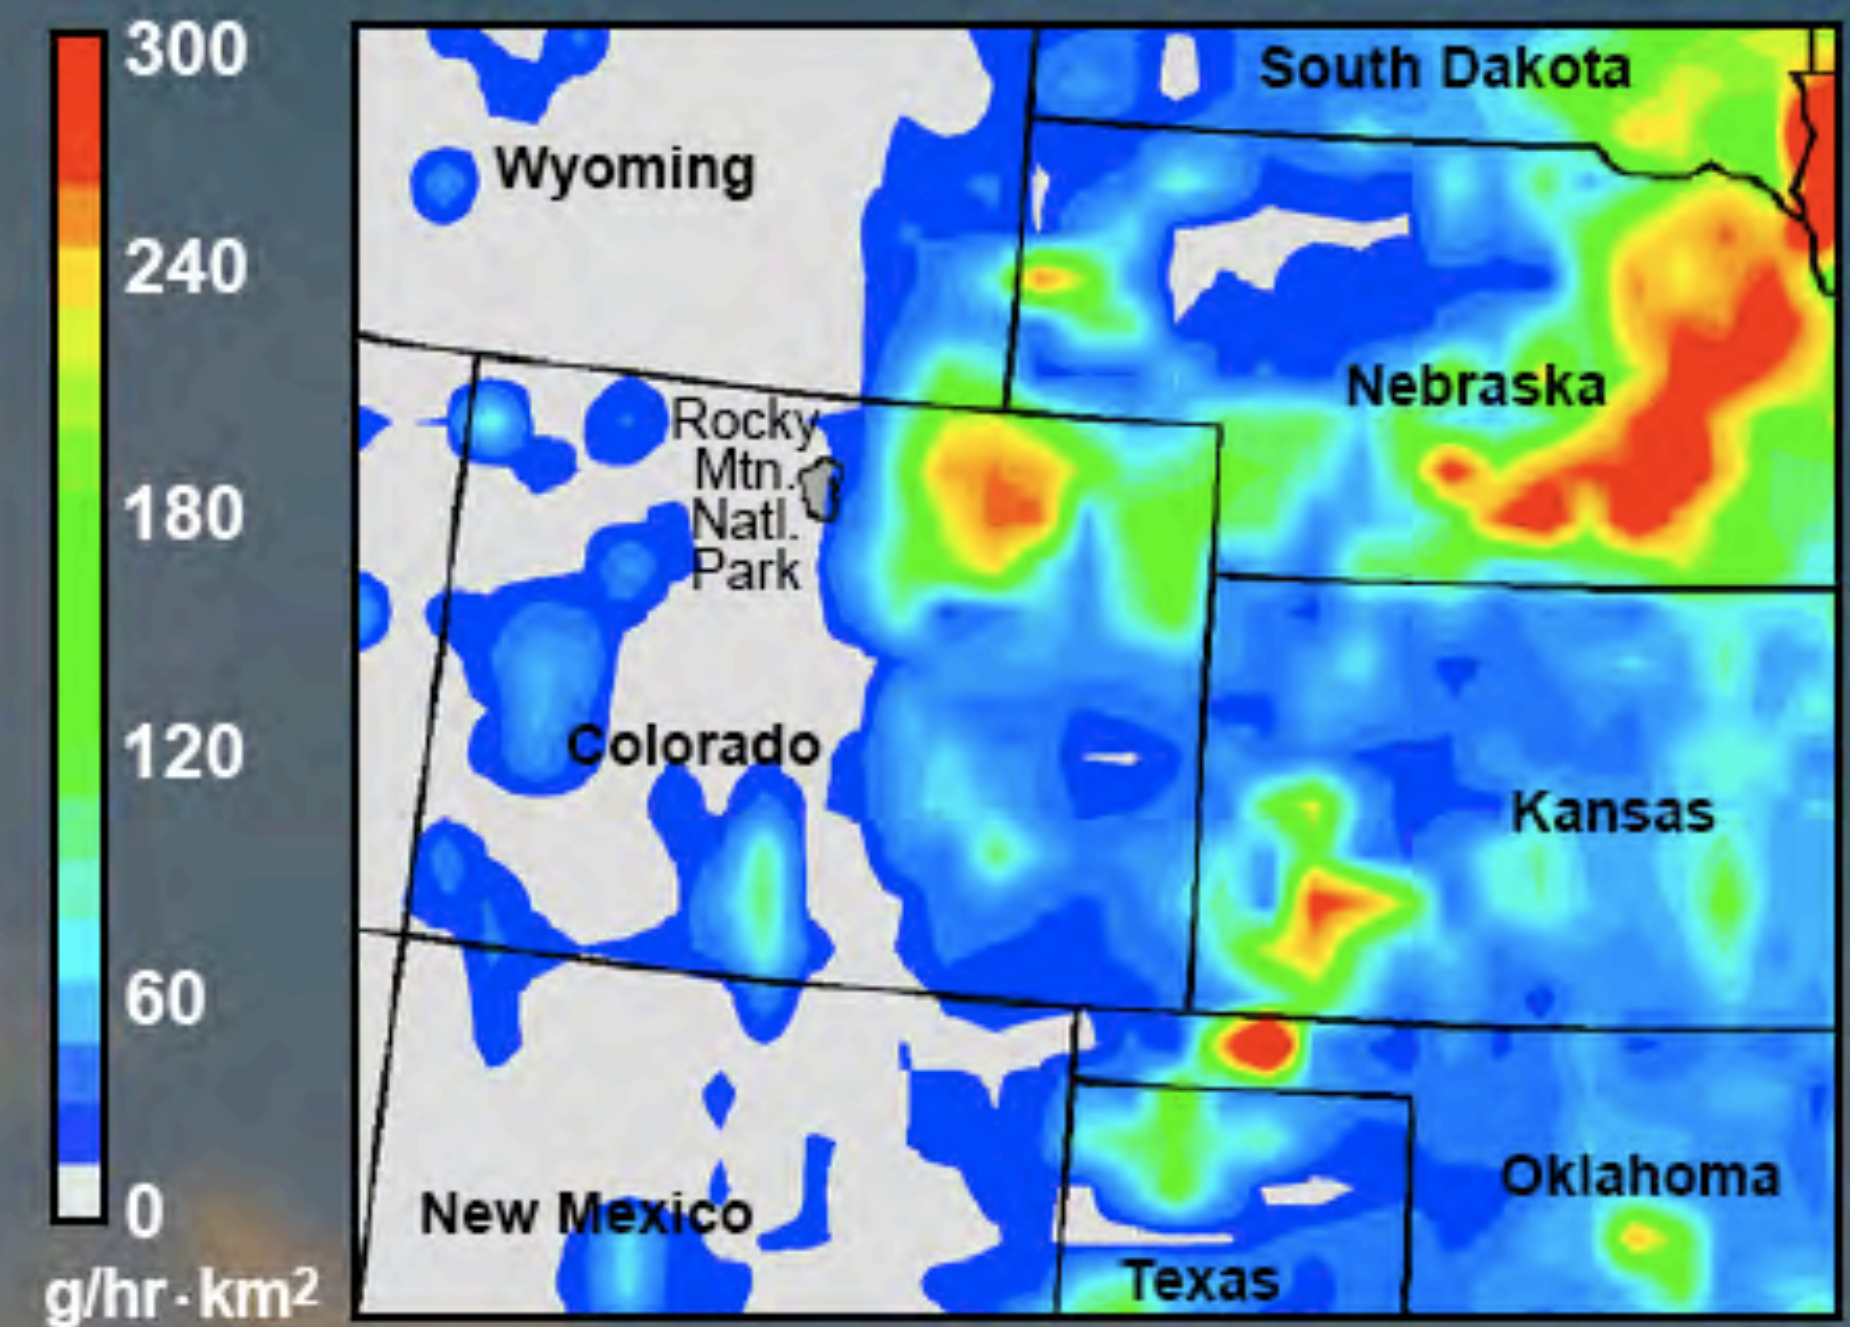 300
240
180
120
60
0
g/hr·km²
South Dakota
Wyoming
Nebraska
Rocky
Mtn.
Natl.
Park
Colorado
Kansas
New Mexico
Oklahoma
Texas